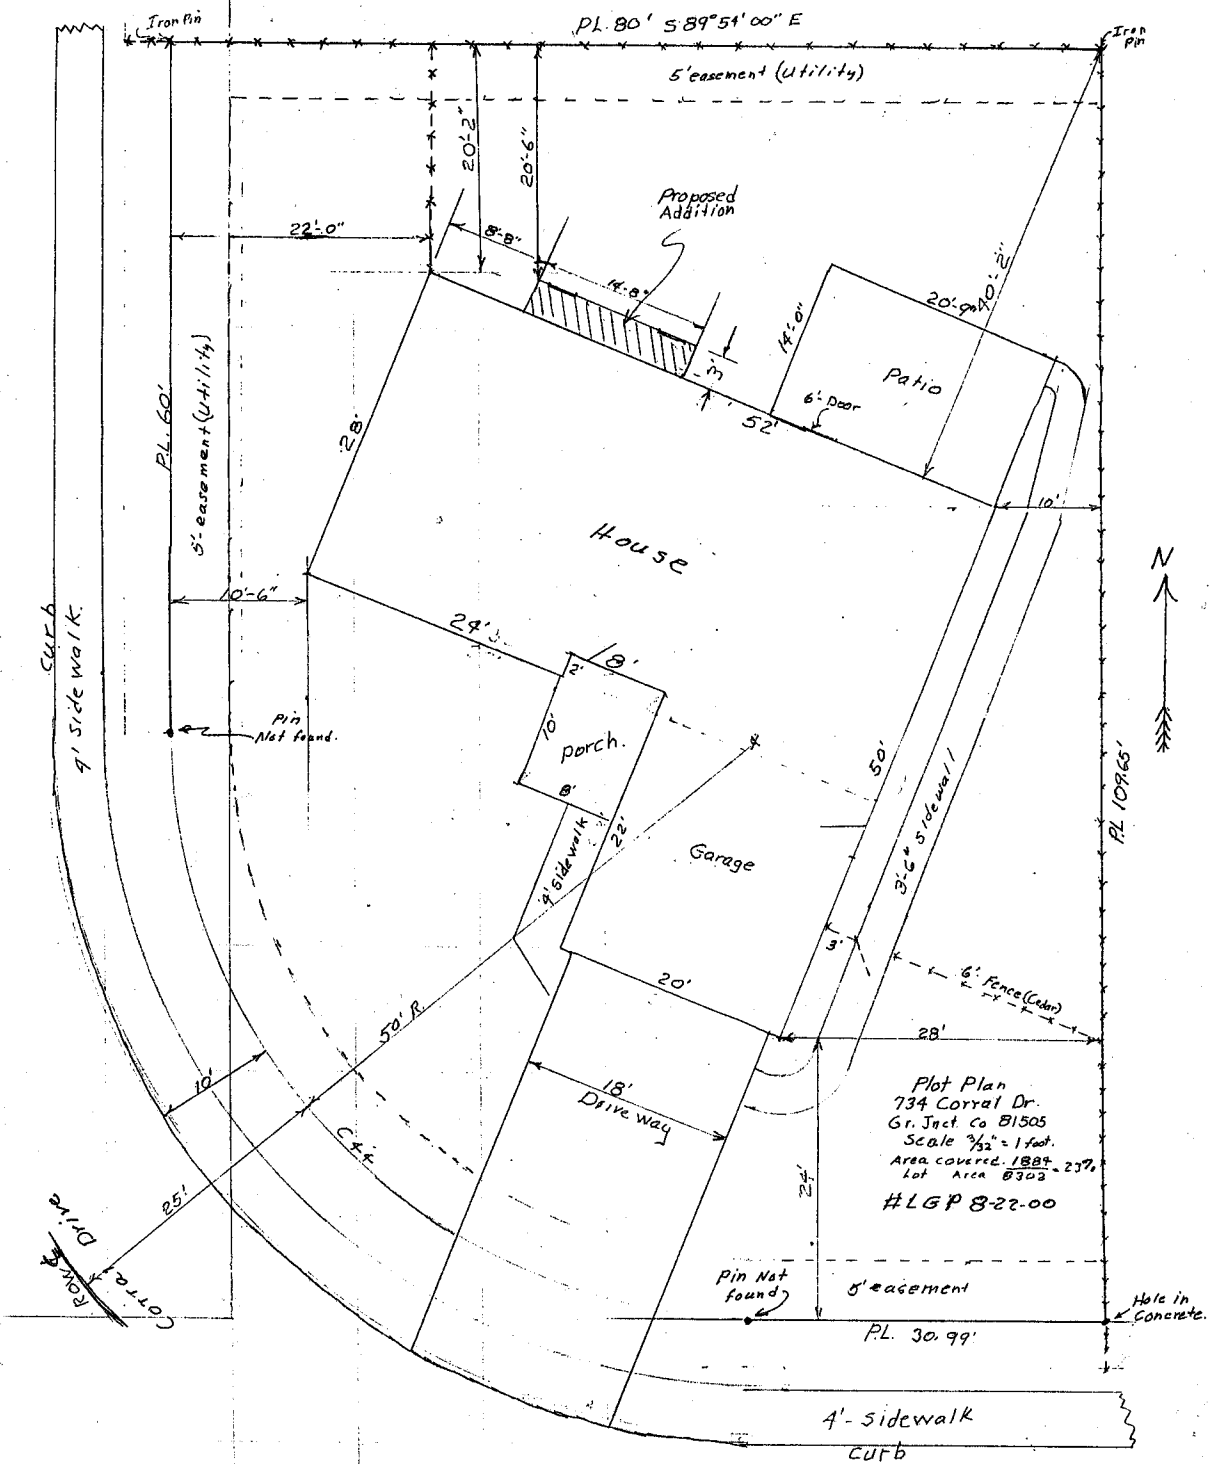 Iron Pin
PL. 80' S 89°54'00" E
Iron
Pin
5' easement (Utility)
20'-2"
20'-6"
Proposed
Addition
22'-0"
8'-8"
14'-8"
40'-2"
14'-0"
Patio
6'-Door
3'
52'
P.L. 60'
5'-easement (Utility)
28'
10'
House
N
10'-6"
24'
8'
2'
Curb
4' sidewalk.
Pin
Not found.
10'
porch.
8'
50'
22'
4' sidewalk
Garage
3'-6" sidewall
PL 109.65'
3'
6' Fence (Cedar)
20'
28'
50' R.
10'
18'
Driveway
Plot Plan
734 Corral Dr.
Gr. Jnct. Co 81505
Scale 3/32" = 1 foot.
Area covered. 1884
Lot Area 8303 = 23%
#LGP 8-22-00
25'
24'
Corral Drive
ROW
Pin Not
found
5' easement
Hole in
Concrete.
P.L. 30.99'
4'- sidewalk
curb